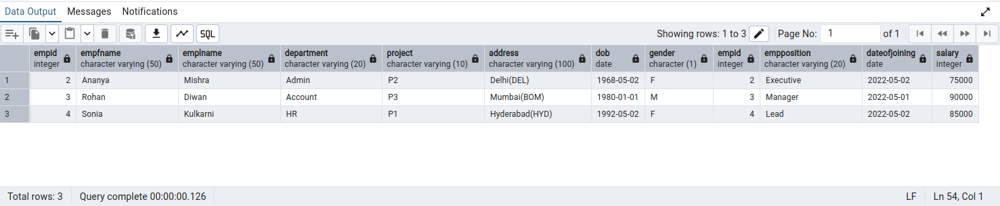 Data Output Messages Notifications
SQL Showing rows: 1 to 3 Page No: 1 of 1
empid empfname emplname department project address dob gender empid empposition dateofjoining salary
integer character varying (50) character varying (50) character varying (20) character varying (10) character varying (100) date character (1) integer character varying (20) date integer
1 2 Ananya Mishra Admin P2 Delhi(DEL) 1968-05-02 F 2 Executive 2022-05-02 75000
2 3 Rohan Diwan Account P3 Mumbai(BOM) 1980-01-01 M 3 Manager 2022-05-01 90000
3 4 Sonia Kulkarni HR P1 Hyderabad(HYD) 1992-05-02 F 4 Lead 2022-05-02 85000
Total rows: 3 Query complete 00:00:00.126 LF Ln 54, Col 1